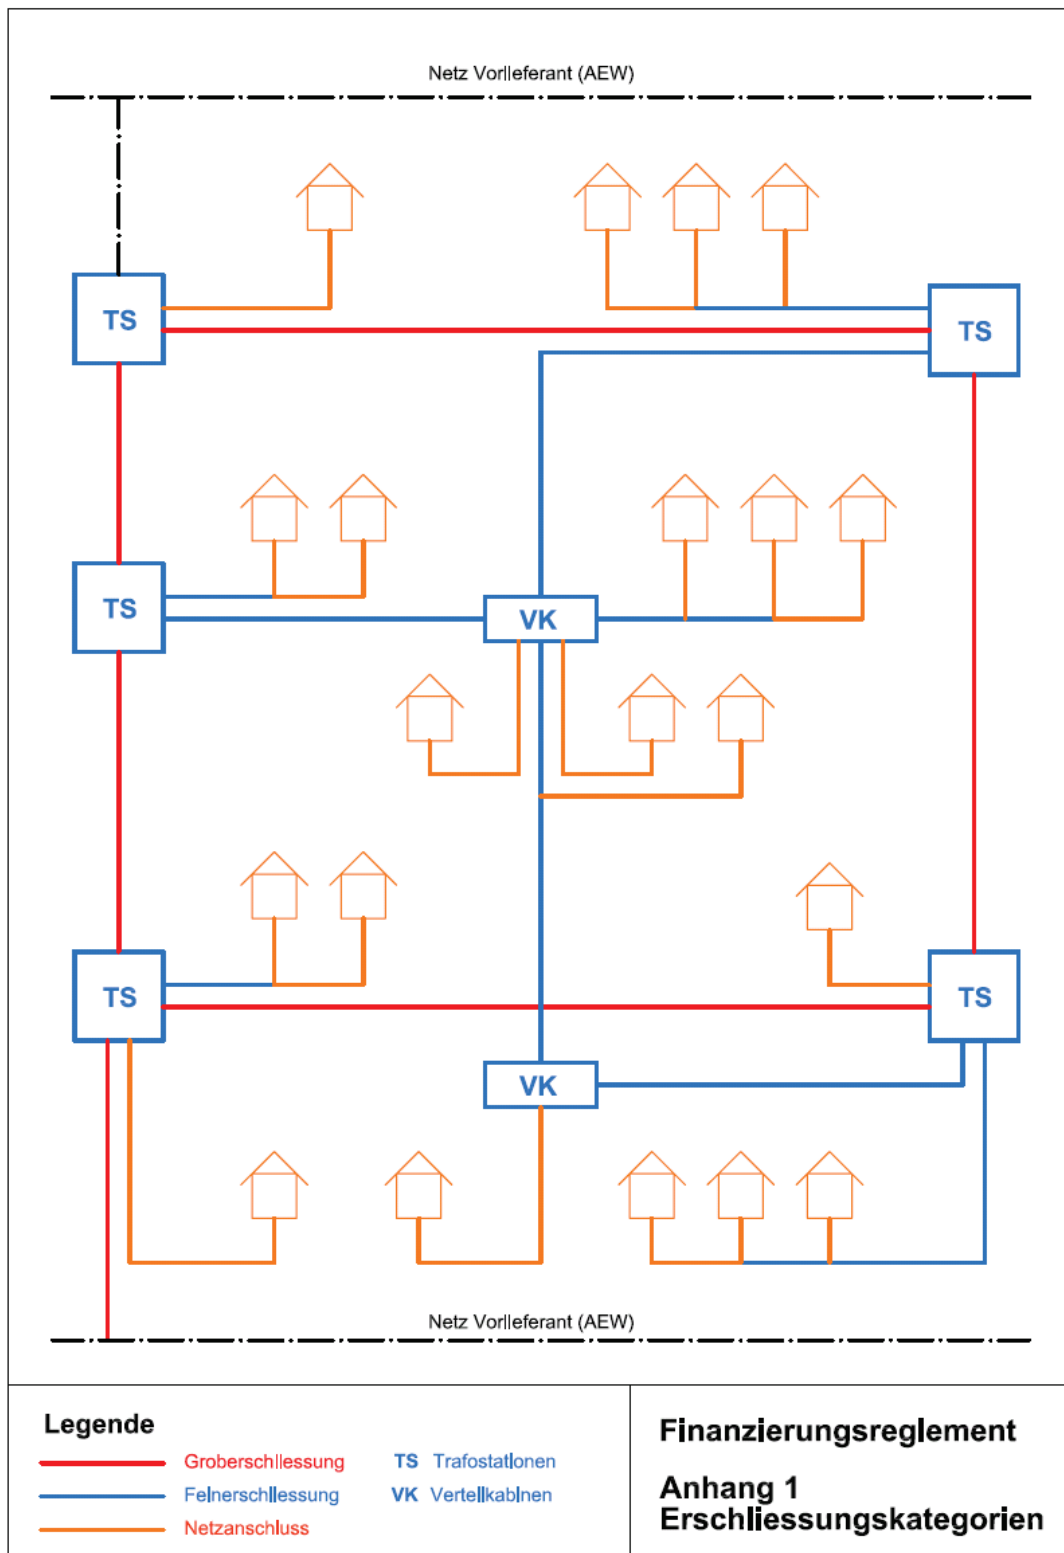 Netz Vorlieferant (AEW)
TS
TS
TS
VK
TS
TS
VK
Netz Vorlieferant (AEW)
Legende
Groberschliessung
TS Trafostationen
Feinerschliessung
VK Verteilkabinen
Netzanschluss
Finanzierungsreglement
Anhang 1
Erschliessungskategorien